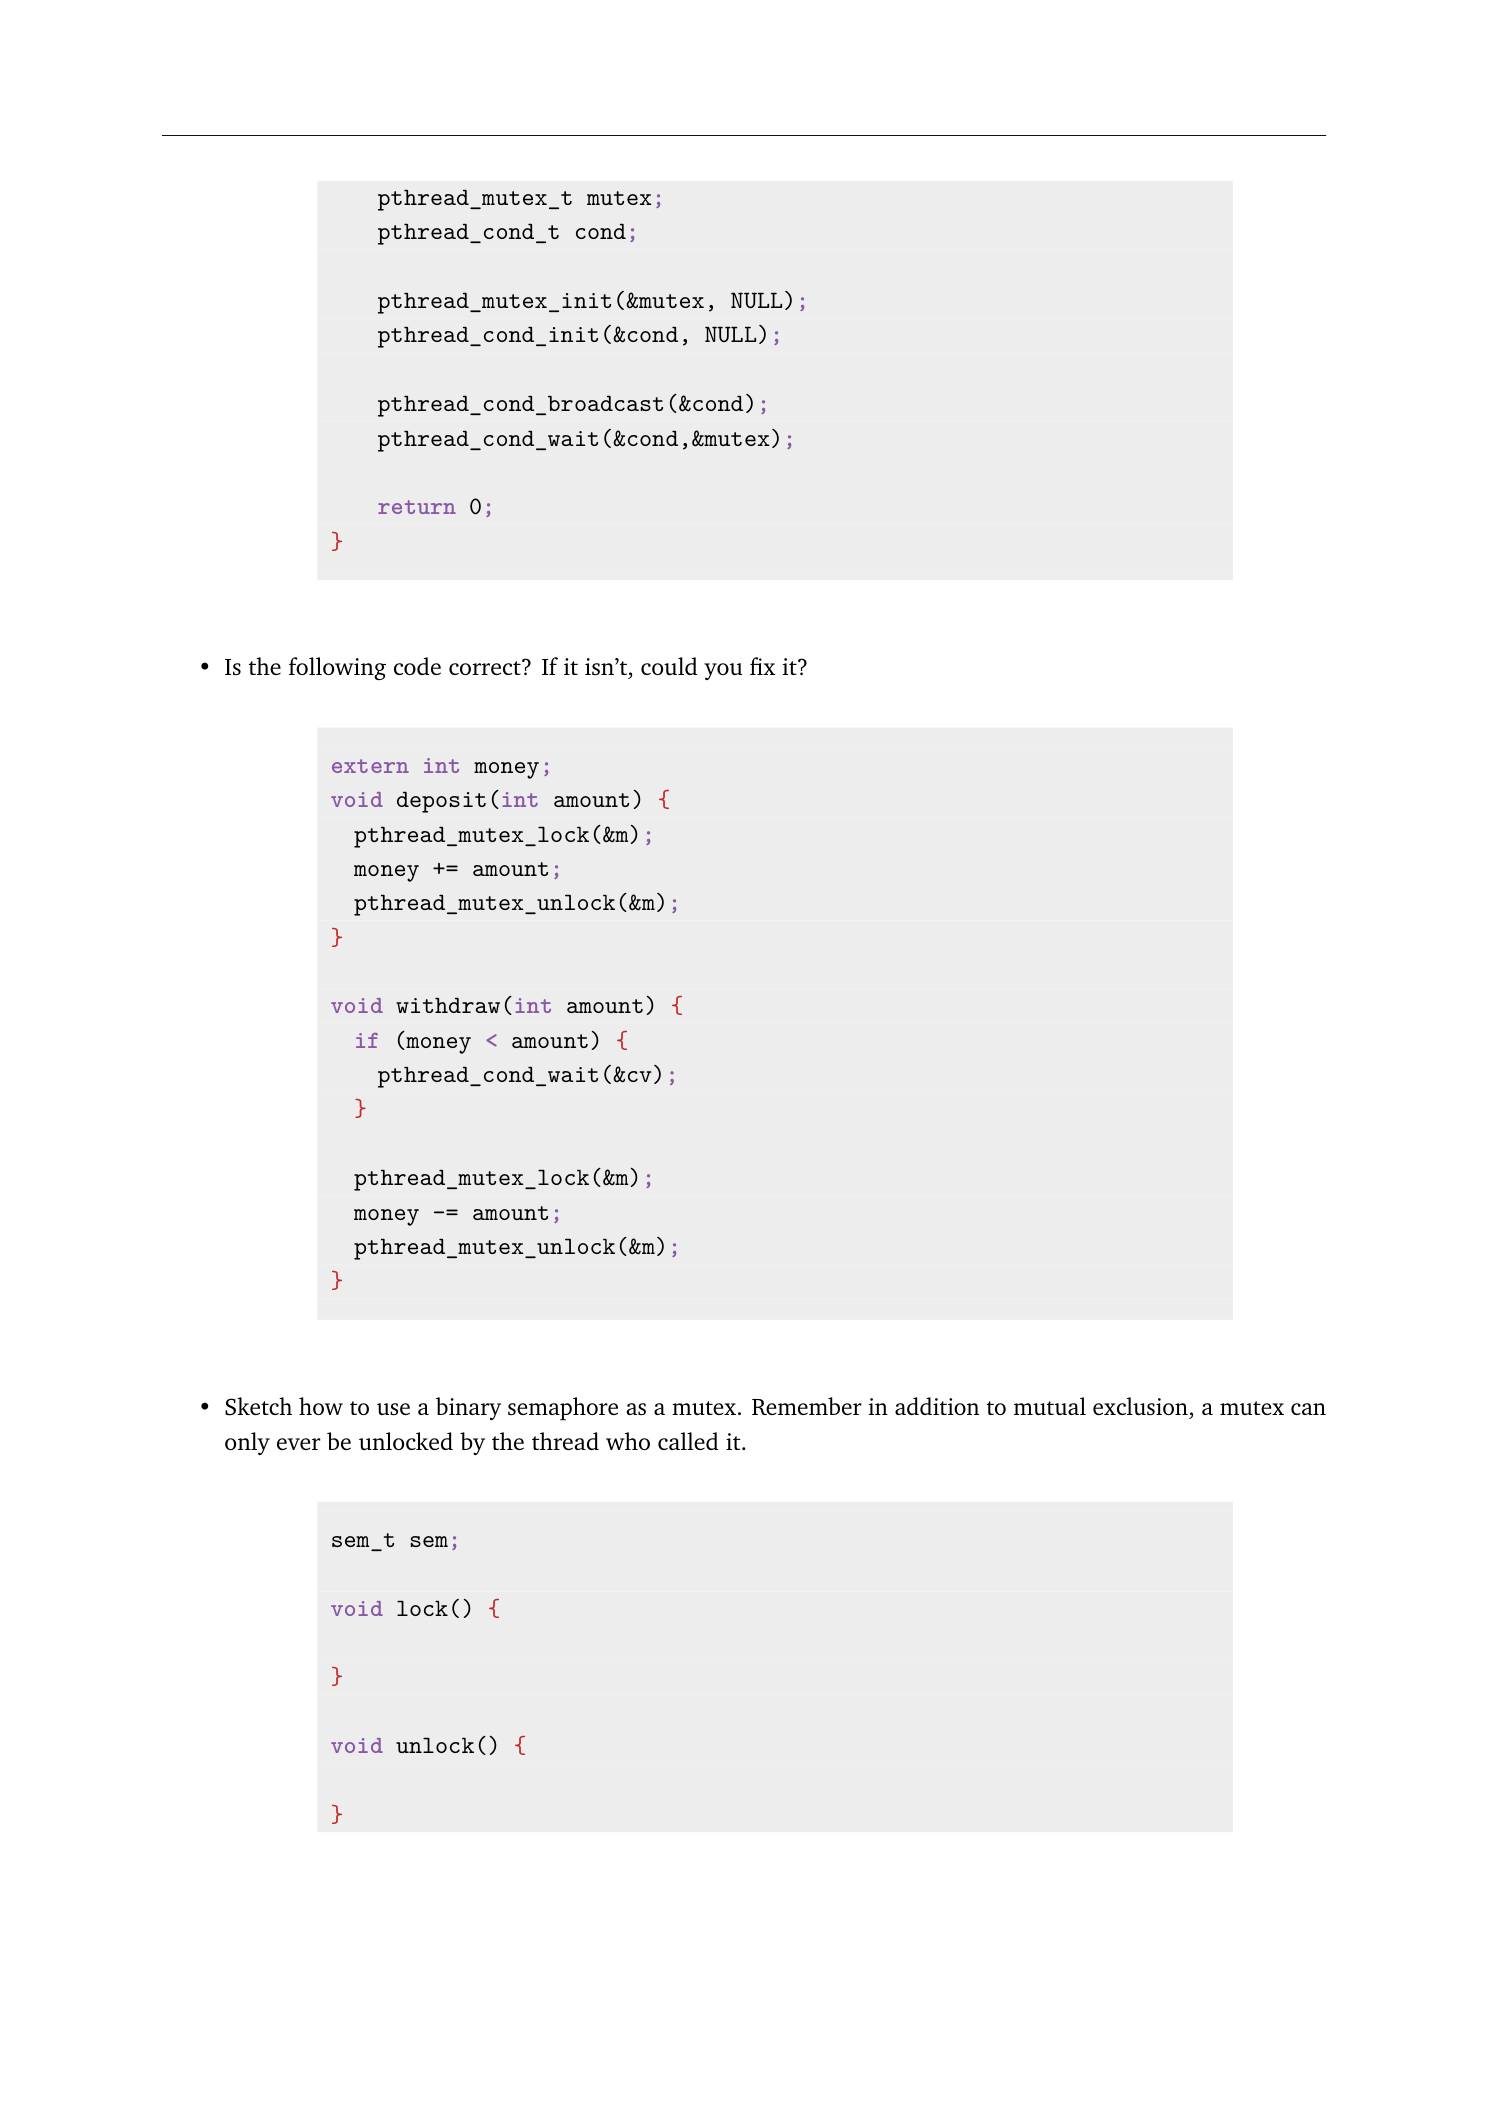 pthread_mutex_t mutex;
pthread_cond_t cond;
pthread_mutex_init(&mutex, NULL);
pthread_cond_init(&cond, NULL);
pthread_cond_broadcast(&cond);
pthread_cond_wait(&cond,&mutex);
return 0;
}
• Is the following code correct? If it isn’t, could you fix it?
extern int money;
void deposit(int amount) {
pthread_mutex_lock(&m);
money += amount;
pthread_mutex_unlock(&m);
}
void withdraw(int amount) {
if (money < amount) {
pthread_cond_wait(&cv);
}
pthread_mutex_lock(&m);
money -= amount;
pthread_mutex_unlock(&m);
}
• Sketch how to use a binary semaphore as a mutex. Remember in addition to mutual exclusion, a mutex can
only ever be unlocked by the thread who called it.
sem_t sem;
void lock() {
}
void unlock() {
}